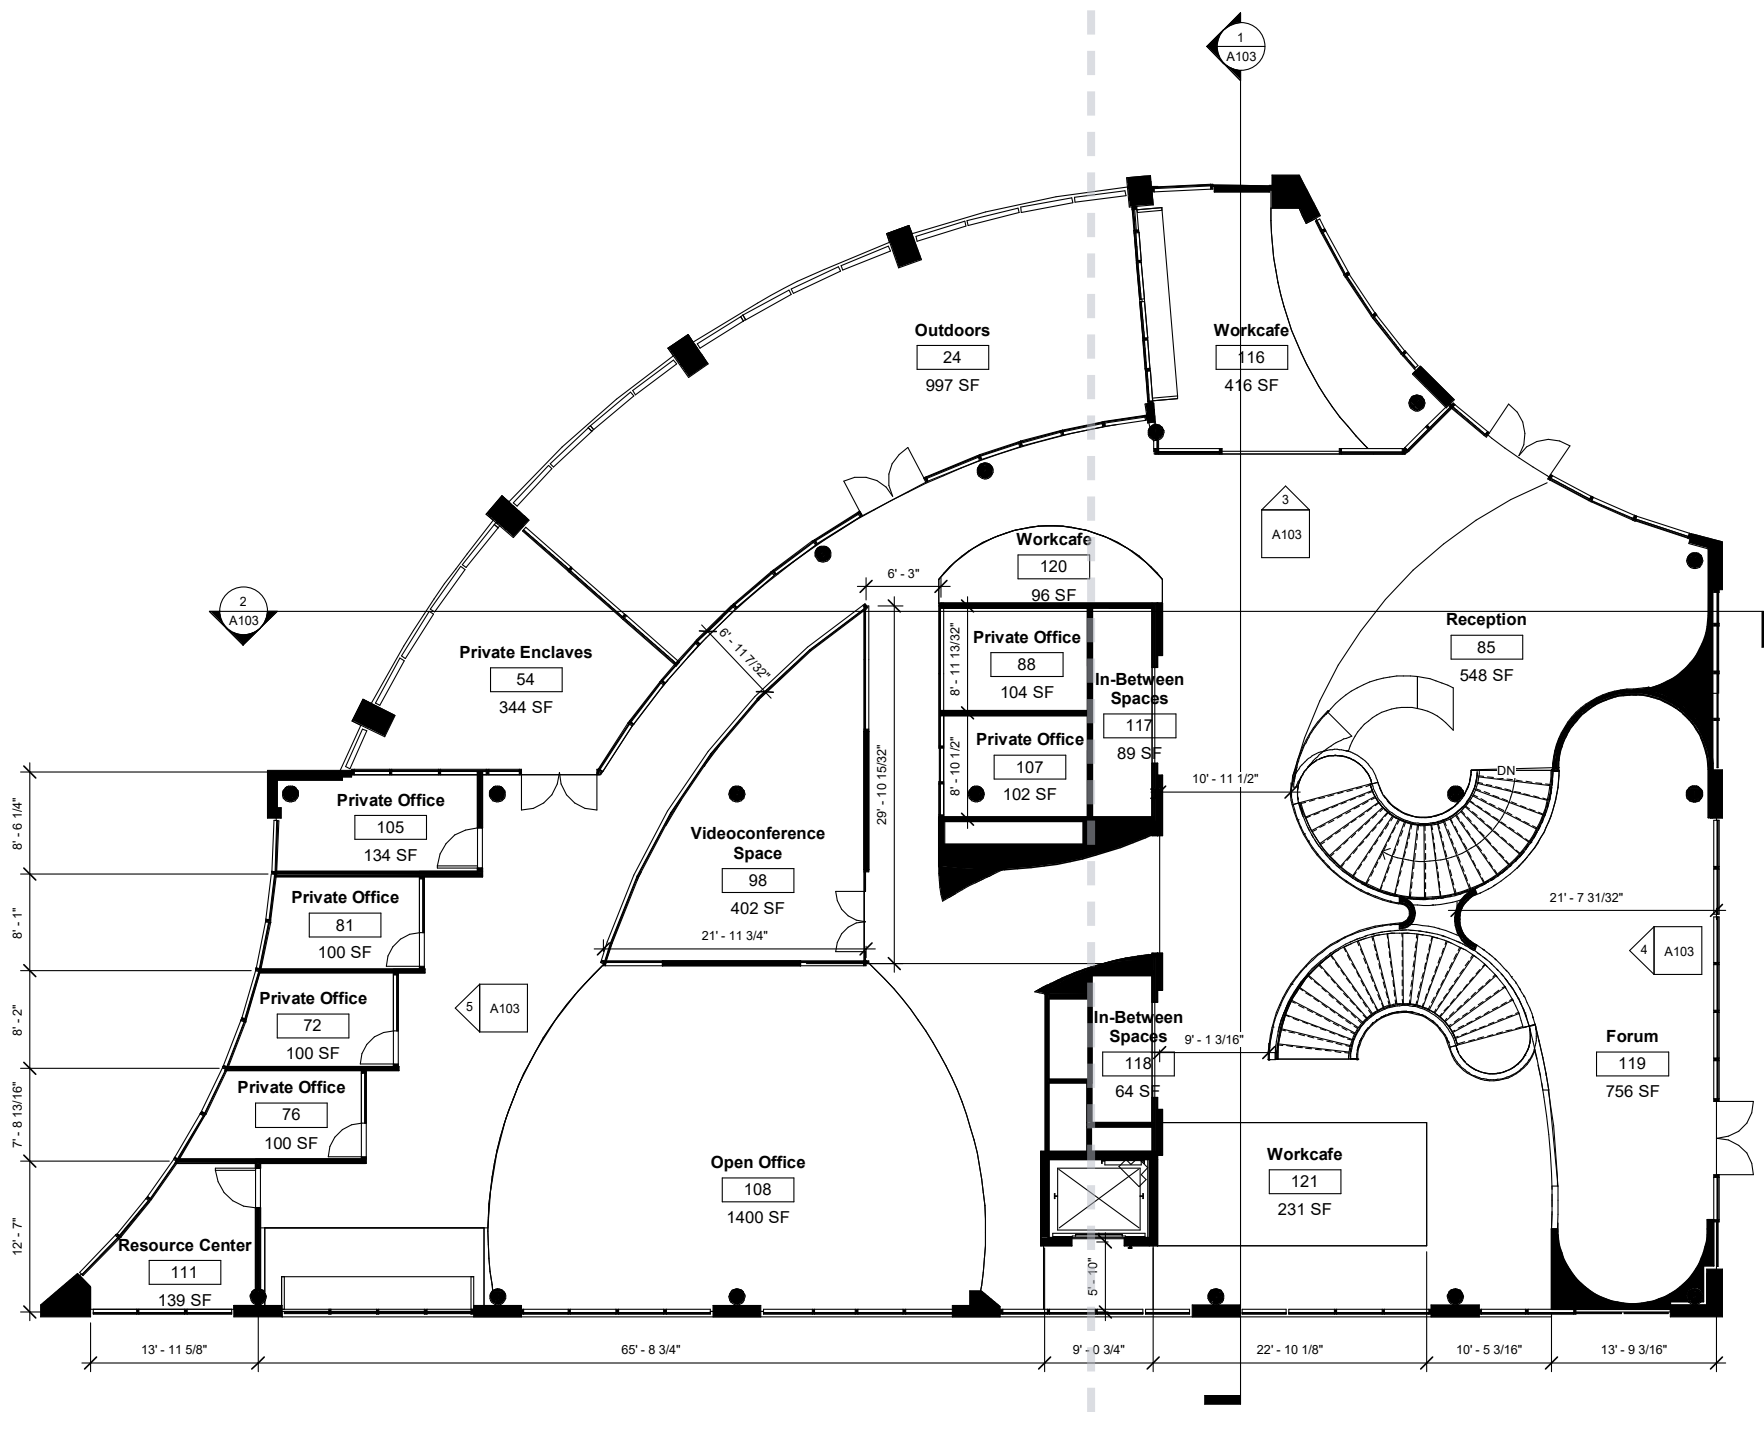 1
A103
Outdoors
24
997 SF
Workcafe
116
416 SF
3
A103
Workcafe
120
96 SF
6' - 3"
2
A103
6' - 11 7/32"
Private Enclaves
54
344 SF
Private Office
88
104 SF
8' - 11 13/32"
In-Between
Spaces
117
89 SF
Reception
85
548 SF
Private Office
107
102 SF
8' - 10 1/2"
10' - 11 1/2"
DN
29' - 10 15/32"
8' - 6 1/4"
Private Office
105
134 SF
Videoconference
Space
98
402 SF
21' - 11 3/4"
8' - 1"
Private Office
81
100 SF
21' - 7 31/32"
4
A103
8' - 2"
Private Office
72
100 SF
5
A103
In-Between
Spaces
118
64 SF
9' - 1 3/16"
Forum
119
756 SF
7' - 8 13/16"
Private Office
76
100 SF
Open Office
108
1400 SF
Workcafe
121
231 SF
12' - 7"
Resource Center
111
139 SF
5' - 10"
13' - 11 5/8"
65' - 8 3/4"
9' - 0 3/4"
22' - 10 1/8"
10' - 5 3/16"
13' - 9 3/16"